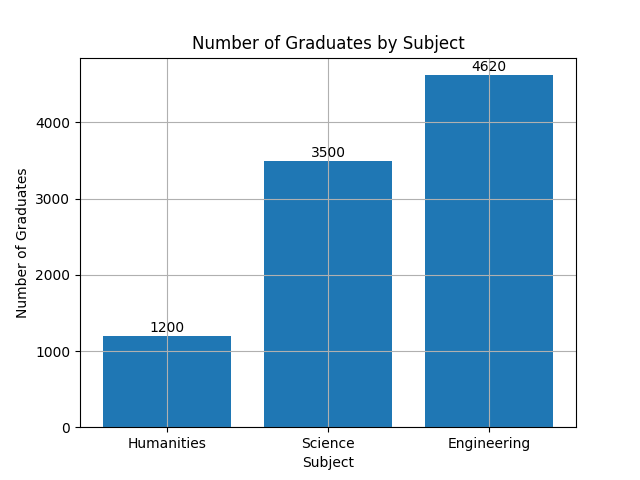 Number of Graduates by Subject
4620
4000
3500
3000
2000
1200
1000
0
Number of Graduates
Humanities
Science
Engineering
Subject